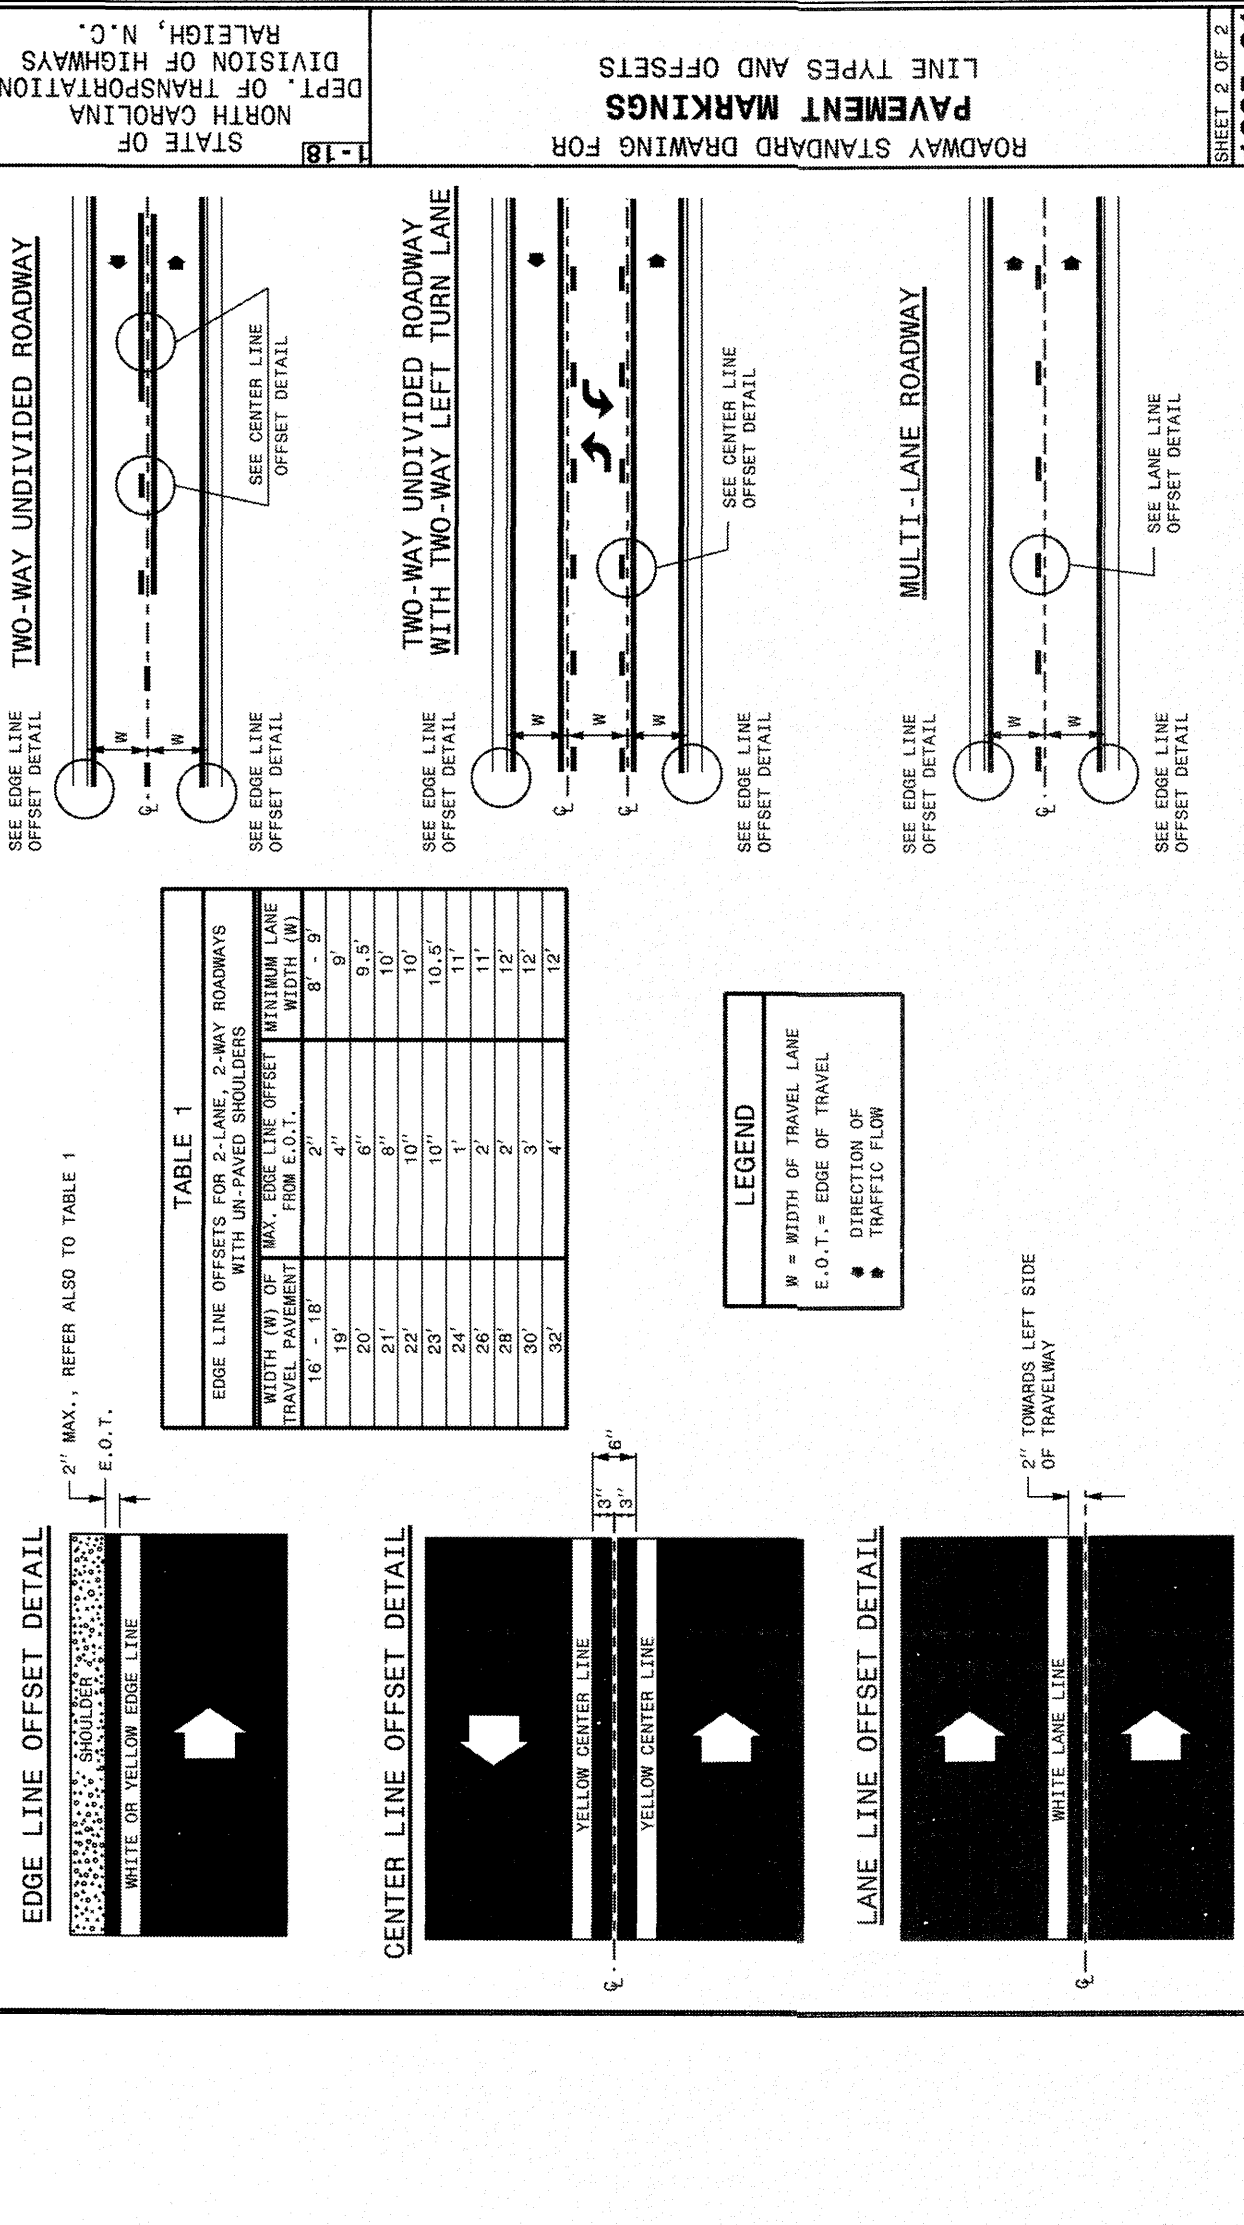 EDGE LINE OFFSET DETAIL
SHOULDER
WHITE OR YELLOW EDGE LINE
2'' MAX., REFER ALSO TO TABLE 1
E.O.T.
CENTER LINE OFFSET DETAIL
YELLOW CENTER LINE
YELLOW CENTER LINE
3''
3''
6''
℄
LANE LINE OFFSET DETAIL
WHITE LANE LINE
2'' TOWARDS LEFT SIDE
OF TRAVELWAY
℄
TABLE 1
EDGE LINE OFFSETS FOR 2-LANE, 2-WAY ROADWAYS
WITH UN-PAVED SHOULDERS
WIDTH (W) OF TRAVEL PAVEMENT MAX. EDGE LINE OFFSET FROM E.O.T. MINIMUM LANE WIDTH (W)
16' - 18' 2'' 8' - 9'
19' 4'' 9'
20' 6'' 9.5'
21' 8'' 10'
22' 10'' 10'
23' 10'' 10.5'
24' 1' 11'
26' 2' 11'
28' 2' 12'
30' 3' 12'
32' 4' 12'
LEGEND
W = WIDTH OF TRAVEL LANE
E.O.T.= EDGE OF TRAVEL
DIRECTION OF
TRAFFIC FLOW
TWO-WAY UNDIVIDED ROADWAY
SEE EDGE LINE
OFFSET DETAIL
W
W
℄
SEE CENTER LINE
OFFSET DETAIL
SEE EDGE LINE
OFFSET DETAIL
TWO-WAY UNDIVIDED ROADWAY
WITH TWO-WAY LEFT TURN LANE
SEE EDGE LINE
OFFSET DETAIL
W
W
W
℄
℄
SEE CENTER LINE
OFFSET DETAIL
SEE EDGE LINE
OFFSET DETAIL
MULTI-LANE ROADWAY
SEE EDGE LINE
OFFSET DETAIL
W
W
℄
SEE LANE LINE
OFFSET DETAIL
SEE EDGE LINE
OFFSET DETAIL
1-18
STATE OF
NORTH CAROLINA
DEPT. OF TRANSPORTATION
DIVISION OF HIGHWAYS
RALEIGH, N.C.
ROADWAY STANDARD DRAWING FOR
PAVEMENT MARKINGS
LINE TYPES AND OFFSETS
SHEET 2 OF 2